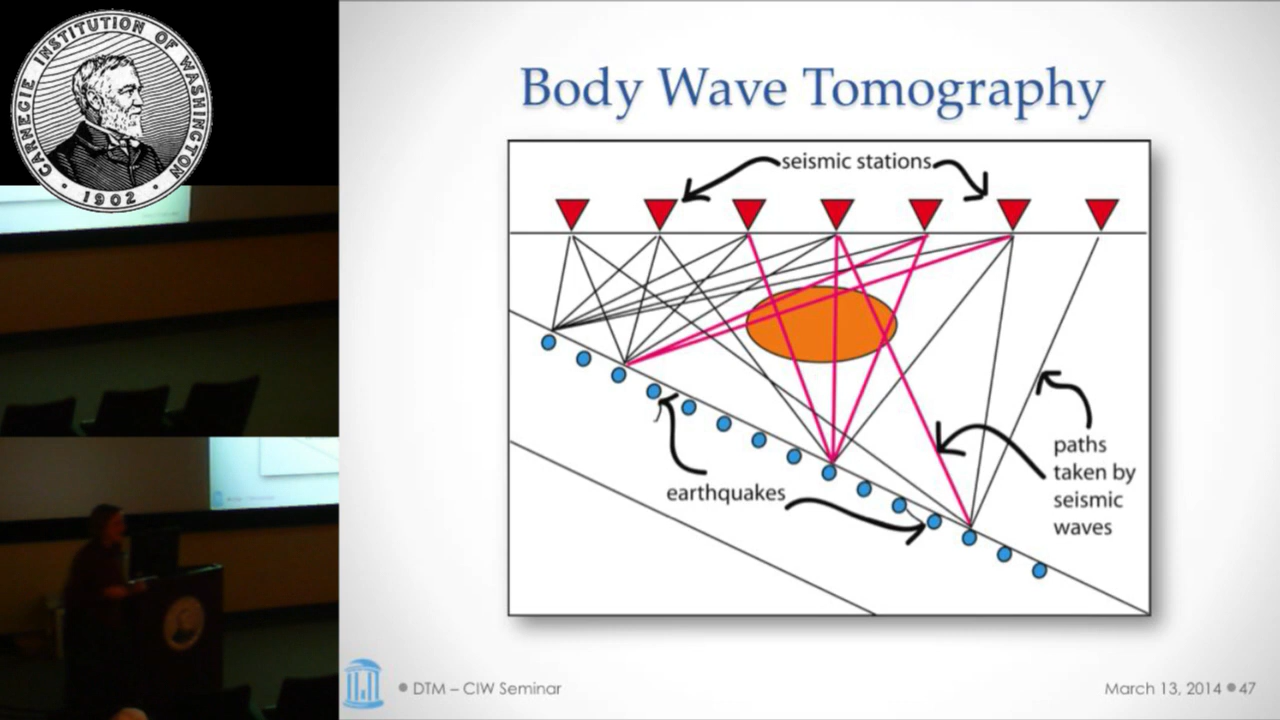 CARNEGIE INSTITUTION OF WASHINGTON
1902
Body Wave Tomography
seismic stations
earthquakes
paths
taken by
seismic
waves
DTM – CIW Seminar
March 13, 2014 47